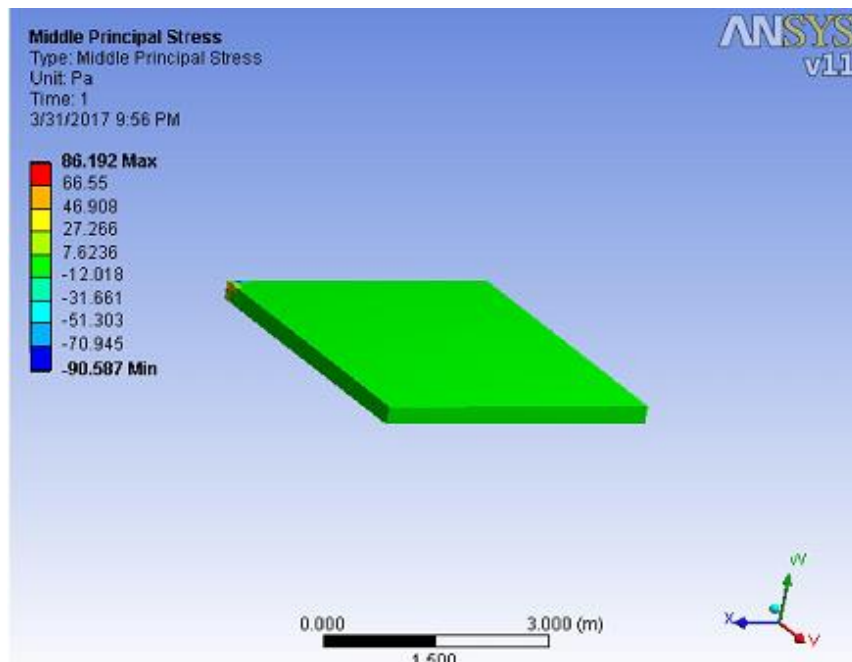 Middle Principal Stress
Type: Middle Principal Stress
Unit: Pa
Time: 1
3/31/2017 9:56 PM
ANSYS
v11
86.192 Max
66.55
46.908
27.266
7.6236
-12.018
-31.661
-51.303
-70.945
-90.587 Min
0.000
3.000 (m)
1.500
W
X
Y